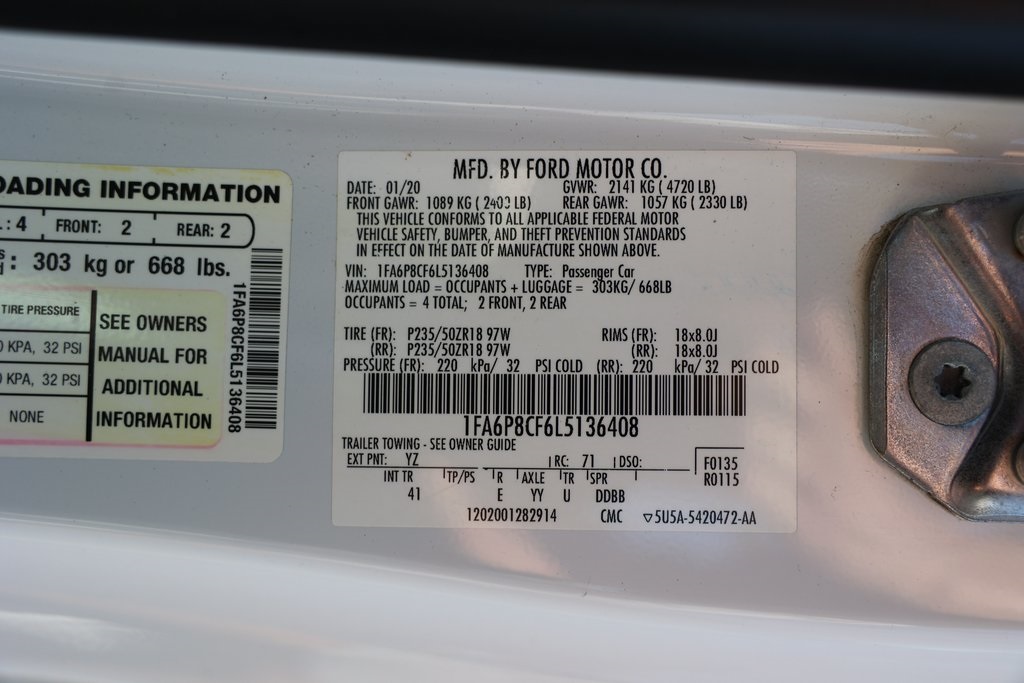 OADING INFORMATION
: 4 FRONT: 2 REAR: 2
: 303 kg or 668 lbs.
TIRE PRESSURE
0 KPA, 32 PSI
0 KPA, 32 PSI
NONE
SEE OWNERS
MANUAL FOR
ADDITIONAL
INFORMATION
1FA6P8CF6L5136408
MFD. BY FORD MOTOR CO.
DATE: 01/20 GVWR: 2141 KG ( 4720 LB)
FRONT GAWR: 1089 KG ( 2403 LB) REAR GAWR: 1057 KG ( 2330 LB)
THIS VEHICLE CONFORMS TO ALL APPLICABLE FEDERAL MOTOR
VEHICLE SAFETY, BUMPER, AND THEFT PREVENTION STANDARDS
IN EFFECT ON THE DATE OF MANUFACTURE SHOWN ABOVE.
VIN: 1FA6P8CF6L5136408 TYPE: Passenger Car
MAXIMUM LOAD = OCCUPANTS + LUGGAGE = 303KG/ 668LB
OCCUPANTS = 4 TOTAL; 2 FRONT, 2 REAR
TIRE (FR): P235/50ZR18 97W RIMS (FR): 18x8.0J
(RR): P235/50ZR18 97W (RR): 18x8.0J
PRESSURE (FR): 220 kPa/ 32 PSI COLD (RR): 220 kPa/ 32 PSI COLD
1FA6P8CF6L5136408
TRAILER TOWING - SEE OWNER GUIDE
EXT PNT: YZ RC: 71 DSO: F0135
INT TR TP/PS R AXLE TR SPR R0115
41 E YY U DDBB
1202001282914 CMC ▽5U5A-5420472-AA